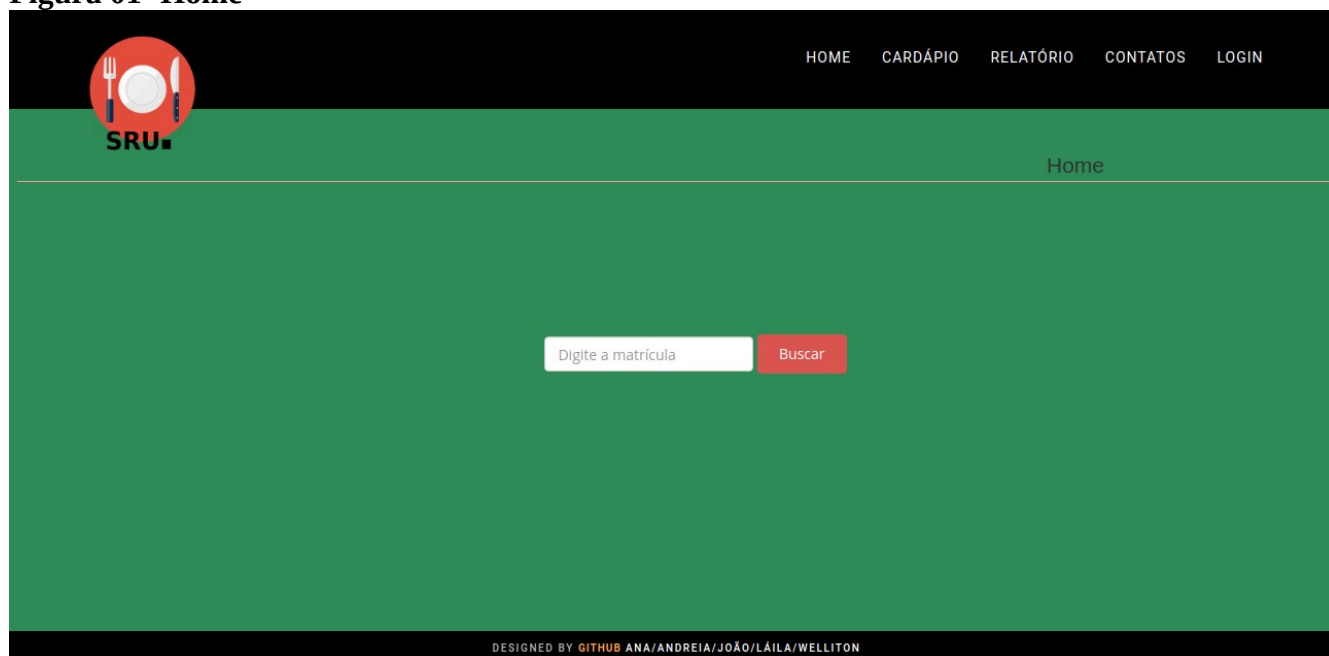 Figura 01- Home
HOME CARDÁPIO RELATÓRIO CONTATOS LOGIN
SRU
Home
Digite a matrícula Buscar
DESIGNED BY GITHUB ANA/ANDREIA/JOÃO/LÁILA/WELLITON